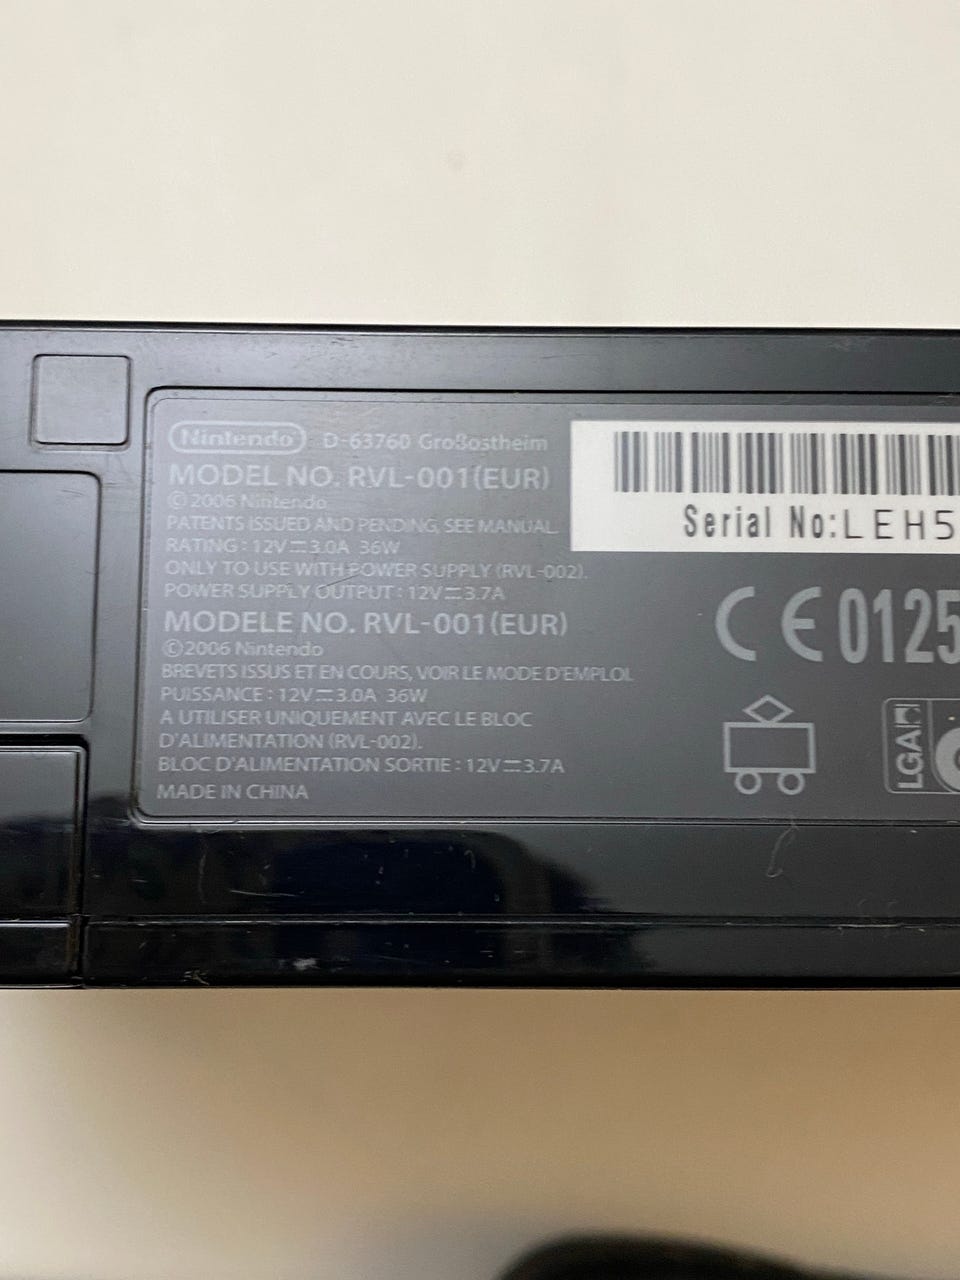 Nintendo D-63760 Großostheim
MODEL NO. RVL-001(EUR)
©2006 Nintendo
PATENTS ISSUED AND PENDING, SEE MANUAL.
RATING : 12V⎓3.0A 36W
ONLY TO USE WITH POWER SUPPLY (RVL-002).
POWER SUPPLY OUTPUT : 12V⎓3.7A
MODELE NO. RVL-001(EUR)
©2006 Nintendo
BREVETS ISSUS ET EN COURS, VOIR LE MODE D'EMPLOI.
PUISSANCE : 12V⎓3.0A 36W
A UTILISER UNIQUEMENT AVEC LE BLOC
D'ALIMENTATION (RVL-002).
BLOC D'ALIMENTATION SORTIE : 12V⎓3.7A
MADE IN CHINA
Serial No:LEH5
CE 0125
LGA